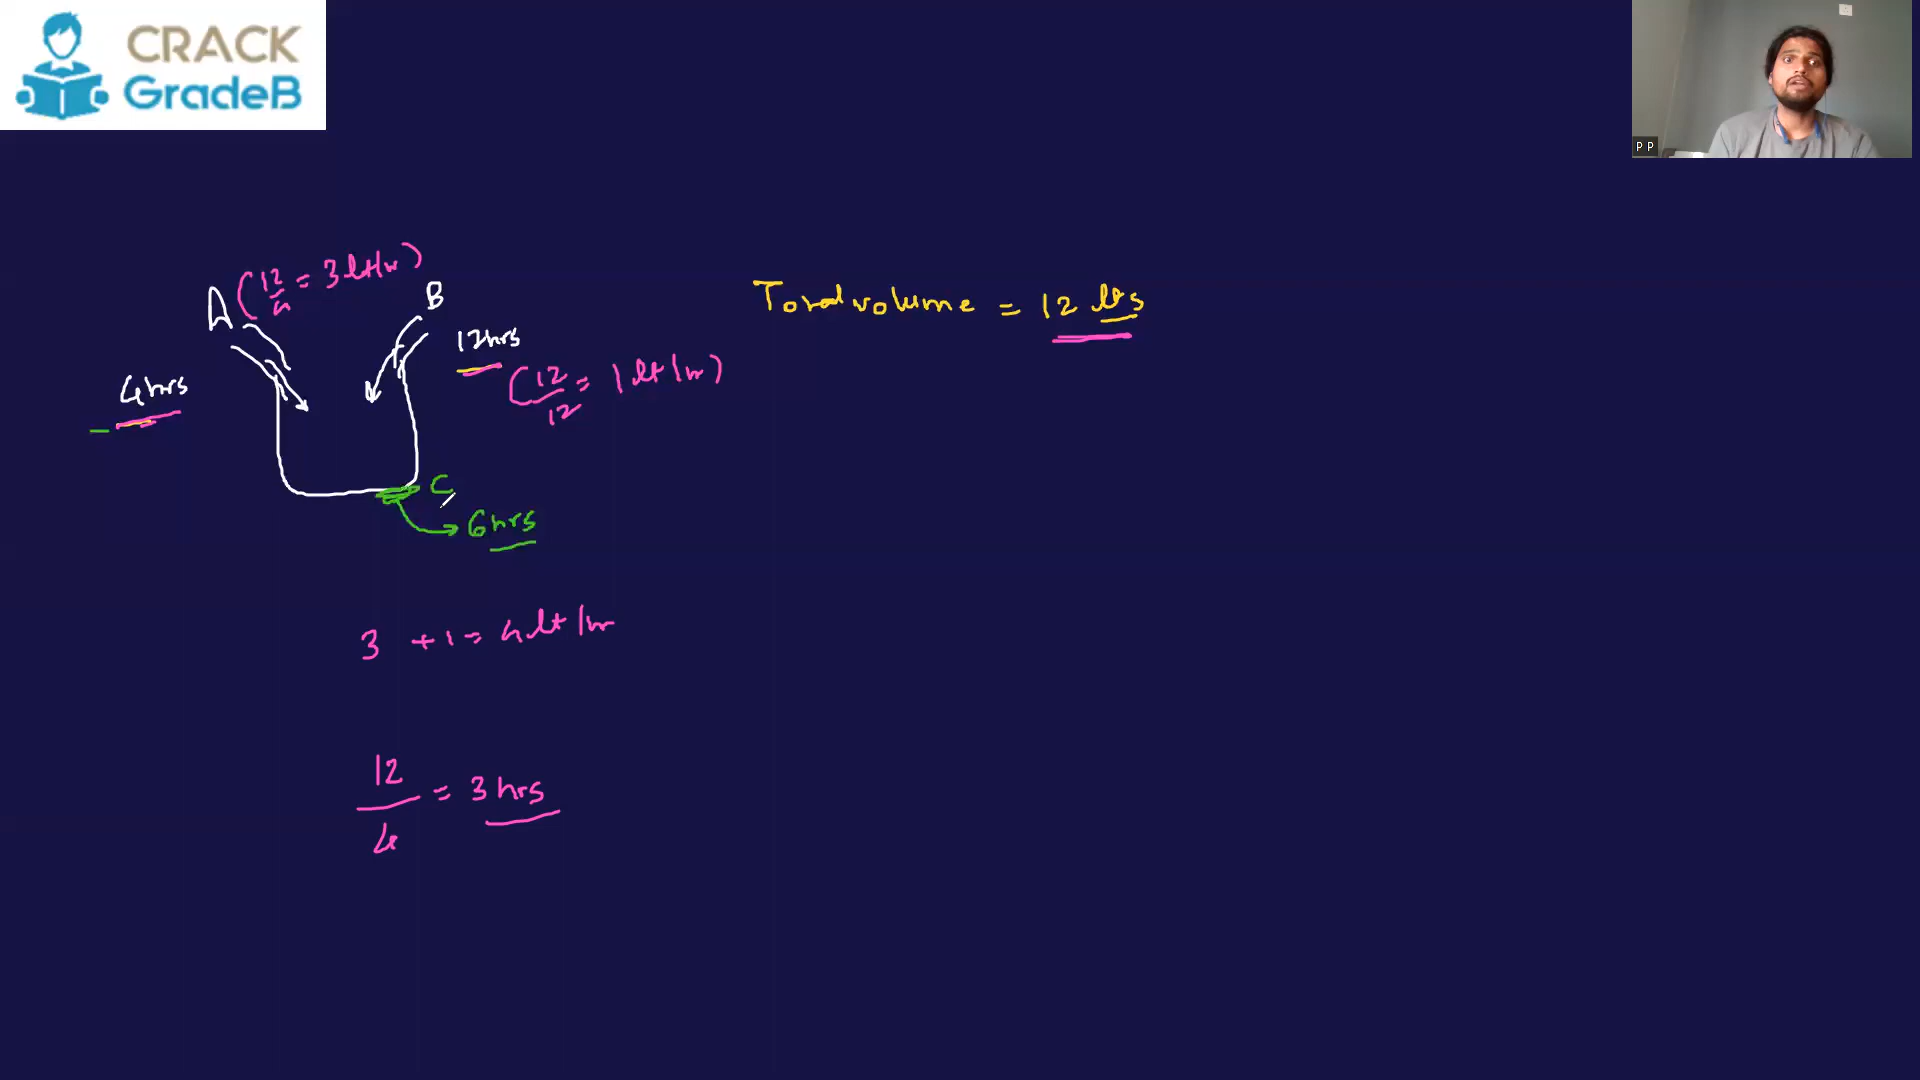 CRACK
GradeB
P P
A (12/4 = 3 lt/hr)
B
Total volume = 12 lts
12hrs
4hrs
(12/12 = 1 lt/hr)
C
6hrs
3 +1 = 4 lt/hr
12/4 = 3 hrs